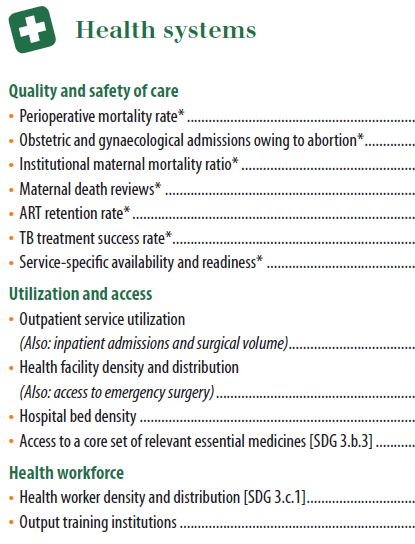 Health systems
Quality and safety of care
• Perioperative mortality rate* ........................................................
• Obstetric and gynaecological admissions owing to abortion*..............
• Institutional maternal mortality ratio* ..........................................
• Maternal death reviews* ..............................................................
• ART retention rate* ......................................................................
• TB treatment success rate*............................................................
• Service-specific availability and readiness* ...................................
Utilization and access
• Outpatient service utilization
(Also: inpatient admissions and surgical volume)..............................
• Health facility density and distribution
(Also: access to emergency surgery) .................................................
• Hospital bed density .....................................................................
• Access to a core set of relevant essential medicines [SDG 3.b.3] ..........
Health workforce
• Health worker density and distribution [SDG 3.c.1]..........................
• Output training institutions ..........................................................